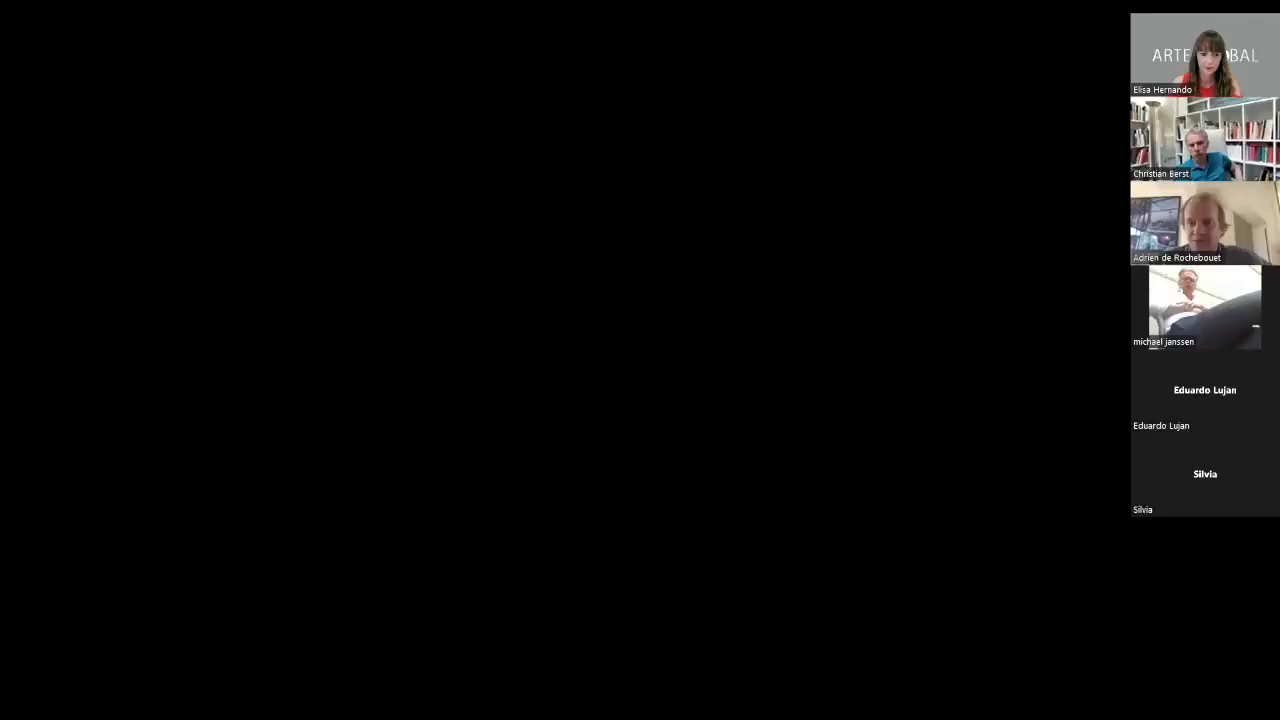 ARTE BAL
Elisa Hernando
Christian Berst
Adrien de Rochebouet
michael janssen
Eduardo Lujan
Eduardo Lujan
Silvia
Silvia